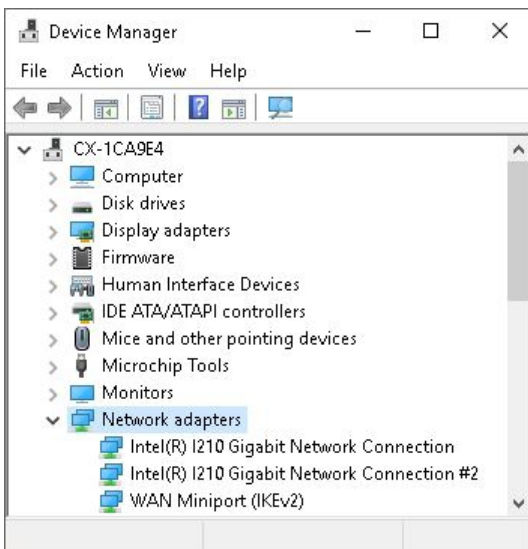 Device Manager
File Action View Help
CX-1CA9E4
Computer
Disk drives
Display adapters
Firmware
Human Interface Devices
IDE ATA/ATAPI controllers
Mice and other pointing devices
Microchip Tools
Monitors
Network adapters
Intel(R) I210 Gigabit Network Connection
Intel(R) I210 Gigabit Network Connection #2
WAN Miniport (IKEv2)